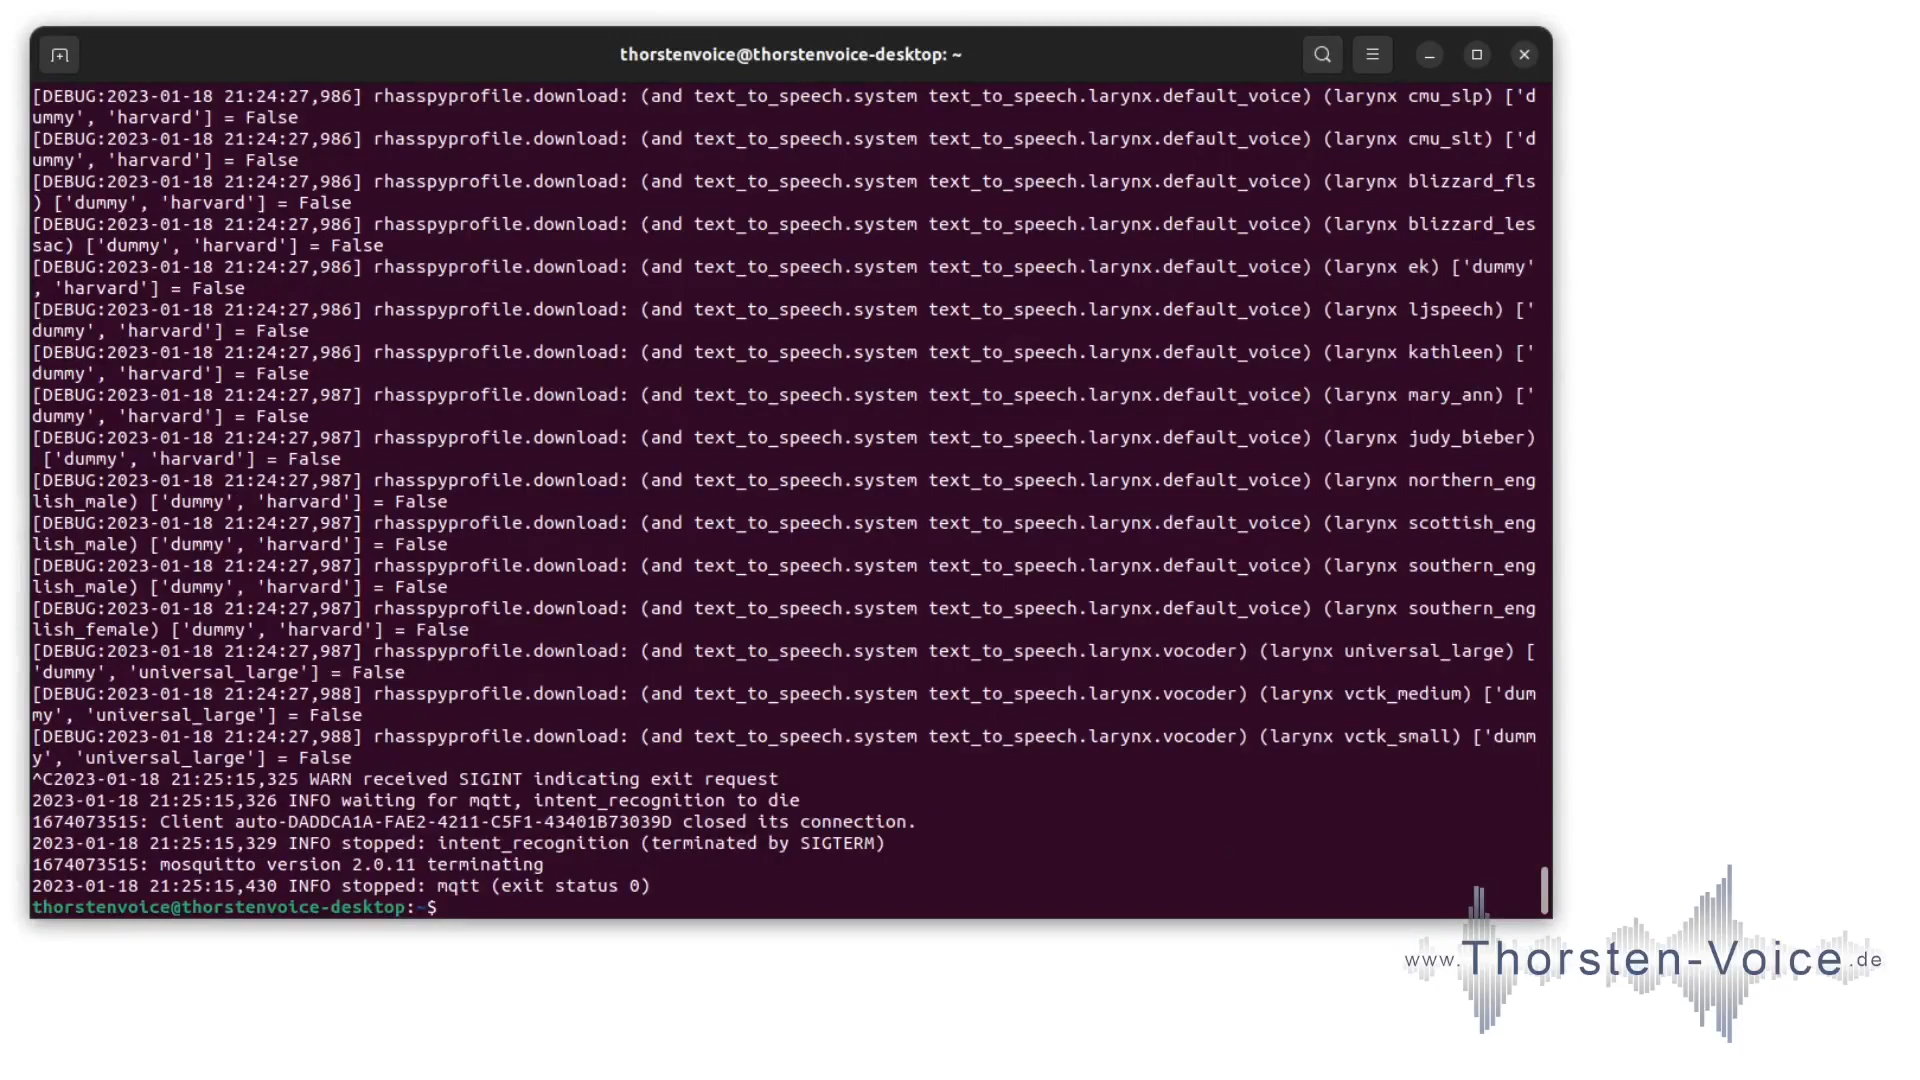 thorstenvoice@thorstenvoice-desktop: ~
[DEBUG:2023-01-18 21:24:27,986] rhasspyprofile.download: (and text_to_speech.system text_to_speech.larynx.default_voice) (larynx cmu_slp) ['d
ummy', 'harvard'] = False
[DEBUG:2023-01-18 21:24:27,986] rhasspyprofile.download: (and text_to_speech.system text_to_speech.larynx.default_voice) (larynx cmu_slt) ['d
ummy', 'harvard'] = False
[DEBUG:2023-01-18 21:24:27,986] rhasspyprofile.download: (and text_to_speech.system text_to_speech.larynx.default_voice) (larynx blizzard_fls
) ['dummy', 'harvard'] = False
[DEBUG:2023-01-18 21:24:27,986] rhasspyprofile.download: (and text_to_speech.system text_to_speech.larynx.default_voice) (larynx blizzard_les
sac) ['dummy', 'harvard'] = False
[DEBUG:2023-01-18 21:24:27,986] rhasspyprofile.download: (and text_to_speech.system text_to_speech.larynx.default_voice) (larynx ek) ['dummy'
, 'harvard'] = False
[DEBUG:2023-01-18 21:24:27,986] rhasspyprofile.download: (and text_to_speech.system text_to_speech.larynx.default_voice) (larynx ljspeech) ['
dummy', 'harvard'] = False
[DEBUG:2023-01-18 21:24:27,986] rhasspyprofile.download: (and text_to_speech.system text_to_speech.larynx.default_voice) (larynx kathleen) ['
dummy', 'harvard'] = False
[DEBUG:2023-01-18 21:24:27,987] rhasspyprofile.download: (and text_to_speech.system text_to_speech.larynx.default_voice) (larynx mary_ann) ['
dummy', 'harvard'] = False
[DEBUG:2023-01-18 21:24:27,987] rhasspyprofile.download: (and text_to_speech.system text_to_speech.larynx.default_voice) (larynx judy_bieber)
 ['dummy', 'harvard'] = False
[DEBUG:2023-01-18 21:24:27,987] rhasspyprofile.download: (and text_to_speech.system text_to_speech.larynx.default_voice) (larynx northern_eng
lish_male) ['dummy', 'harvard'] = False
[DEBUG:2023-01-18 21:24:27,987] rhasspyprofile.download: (and text_to_speech.system text_to_speech.larynx.default_voice) (larynx scottish_eng
lish_male) ['dummy', 'harvard'] = False
[DEBUG:2023-01-18 21:24:27,987] rhasspyprofile.download: (and text_to_speech.system text_to_speech.larynx.default_voice) (larynx southern_eng
lish_male) ['dummy', 'harvard'] = False
[DEBUG:2023-01-18 21:24:27,987] rhasspyprofile.download: (and text_to_speech.system text_to_speech.larynx.default_voice) (larynx southern_eng
lish_female) ['dummy', 'harvard'] = False
[DEBUG:2023-01-18 21:24:27,987] rhasspyprofile.download: (and text_to_speech.system text_to_speech.larynx.vocoder) (larynx universal_large) [
'dummy', 'universal_large'] = False
[DEBUG:2023-01-18 21:24:27,988] rhasspyprofile.download: (and text_to_speech.system text_to_speech.larynx.vocoder) (larynx vctk_medium) ['dum
my', 'universal_large'] = False
[DEBUG:2023-01-18 21:24:27,988] rhasspyprofile.download: (and text_to_speech.system text_to_speech.larynx.vocoder) (larynx vctk_small) ['dumm
y', 'universal_large'] = False
^C2023-01-18 21:25:15,325 WARN received SIGINT indicating exit request
2023-01-18 21:25:15,326 INFO waiting for mqtt, intent_recognition to die
1674073515: Client auto-DADDCA1A-FAE2-4211-C5F1-43401B73039D closed its connection.
2023-01-18 21:25:15,329 INFO stopped: intent_recognition (terminated by SIGTERM)
1674073515: mosquitto version 2.0.11 terminating
2023-01-18 21:25:15,430 INFO stopped: mqtt (exit status 0)
thorstenvoice@thorstenvoice-desktop:~$
www.Thorsten-Voice.de